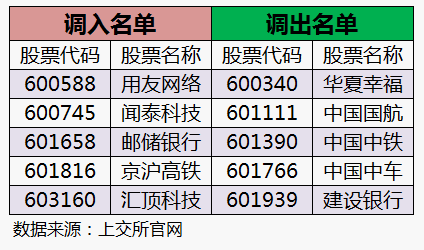 调入名单 调出名单
股票代码 股票名称 股票代码 股票名称
600588 用友网络 600340 华夏幸福
600745 闻泰科技 601111 中国国航
601658 邮储银行 601390 中国中铁
601816 京沪高铁 601766 中国中车
603160 汇顶科技 601939 建设银行
数据来源：上交所官网